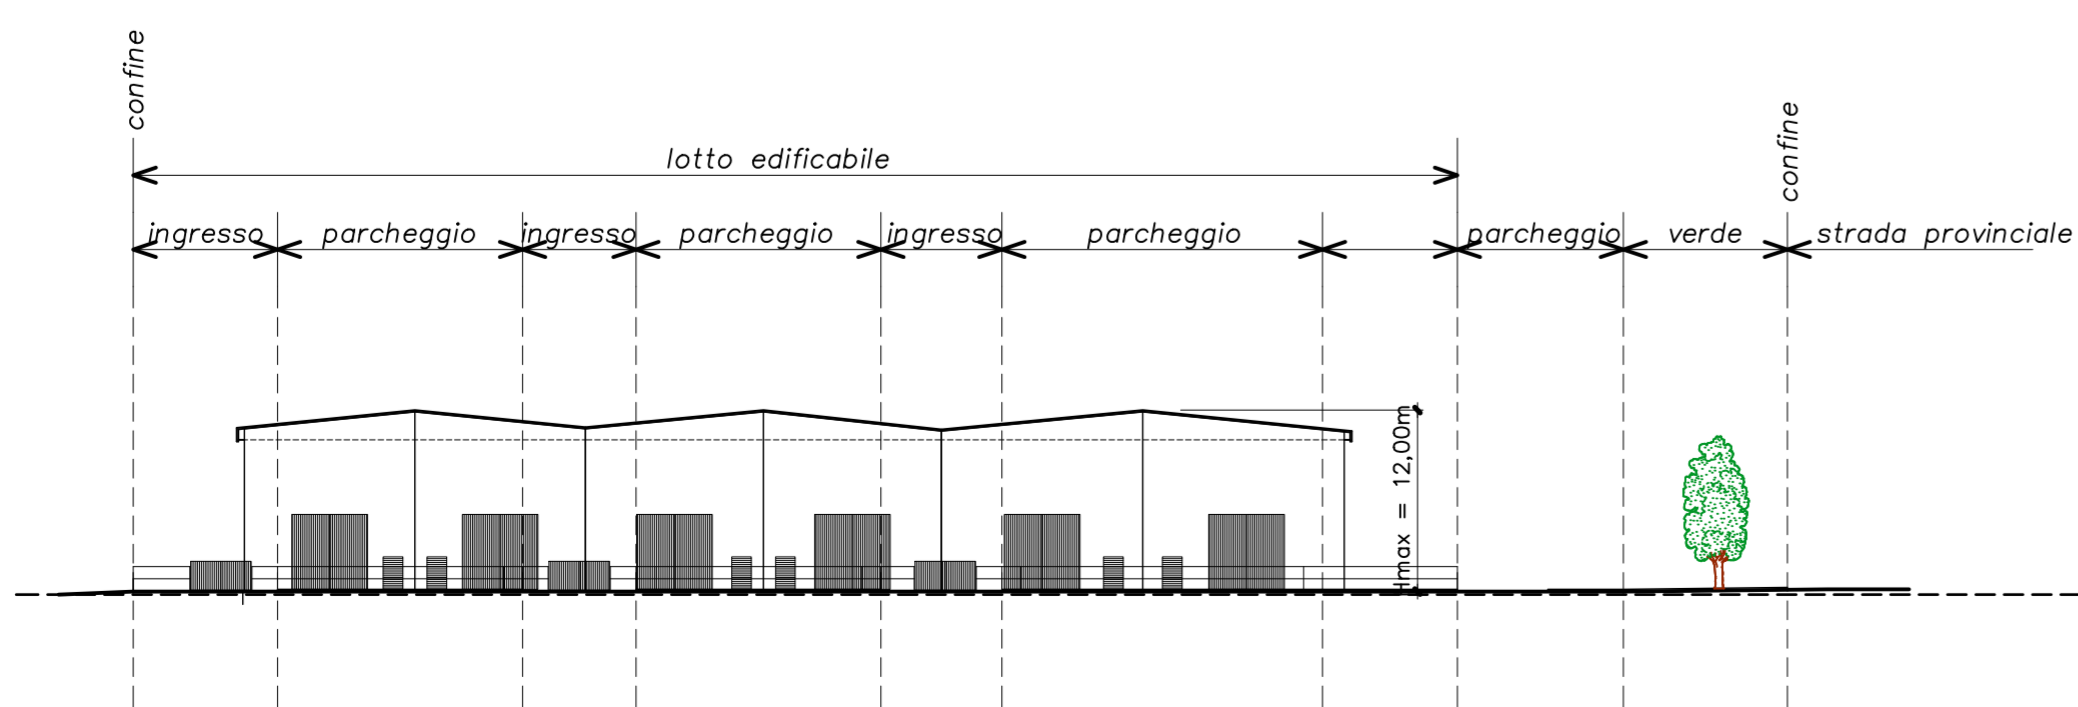 confine
confine
lotto edificabile
ingresso
parcheggio
ingresso
parcheggio
ingresso
parcheggio
parcheggio
verde
strada provinciale
Hmax = 12,00m